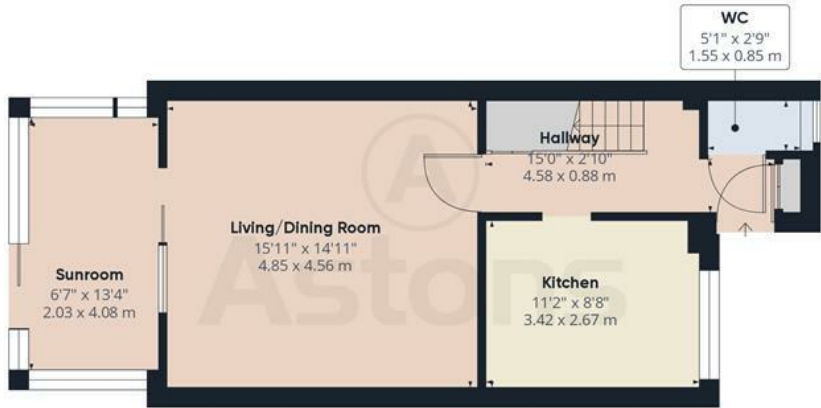 WC
5'1" x 2'9"
1.55 x 0.85 m
Hallway
15'0" x 2'10"
4.58 x 0.88 m
Living/Dining Room
15'11" x 14'11"
4.85 x 4.56 m
Sunroom
6'7" x 13'4"
2.03 x 4.08 m
Kitchen
11'2" x 8'8"
3.42 x 2.67 m
A
Astons